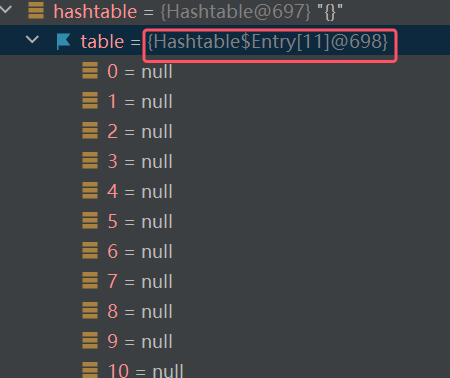 hashtable = {Hashtable@697} "{}"
table = {Hashtable$Entry[11]@698}
0 = null
1 = null
2 = null
3 = null
4 = null
5 = null
6 = null
7 = null
8 = null
9 = null
10 = null